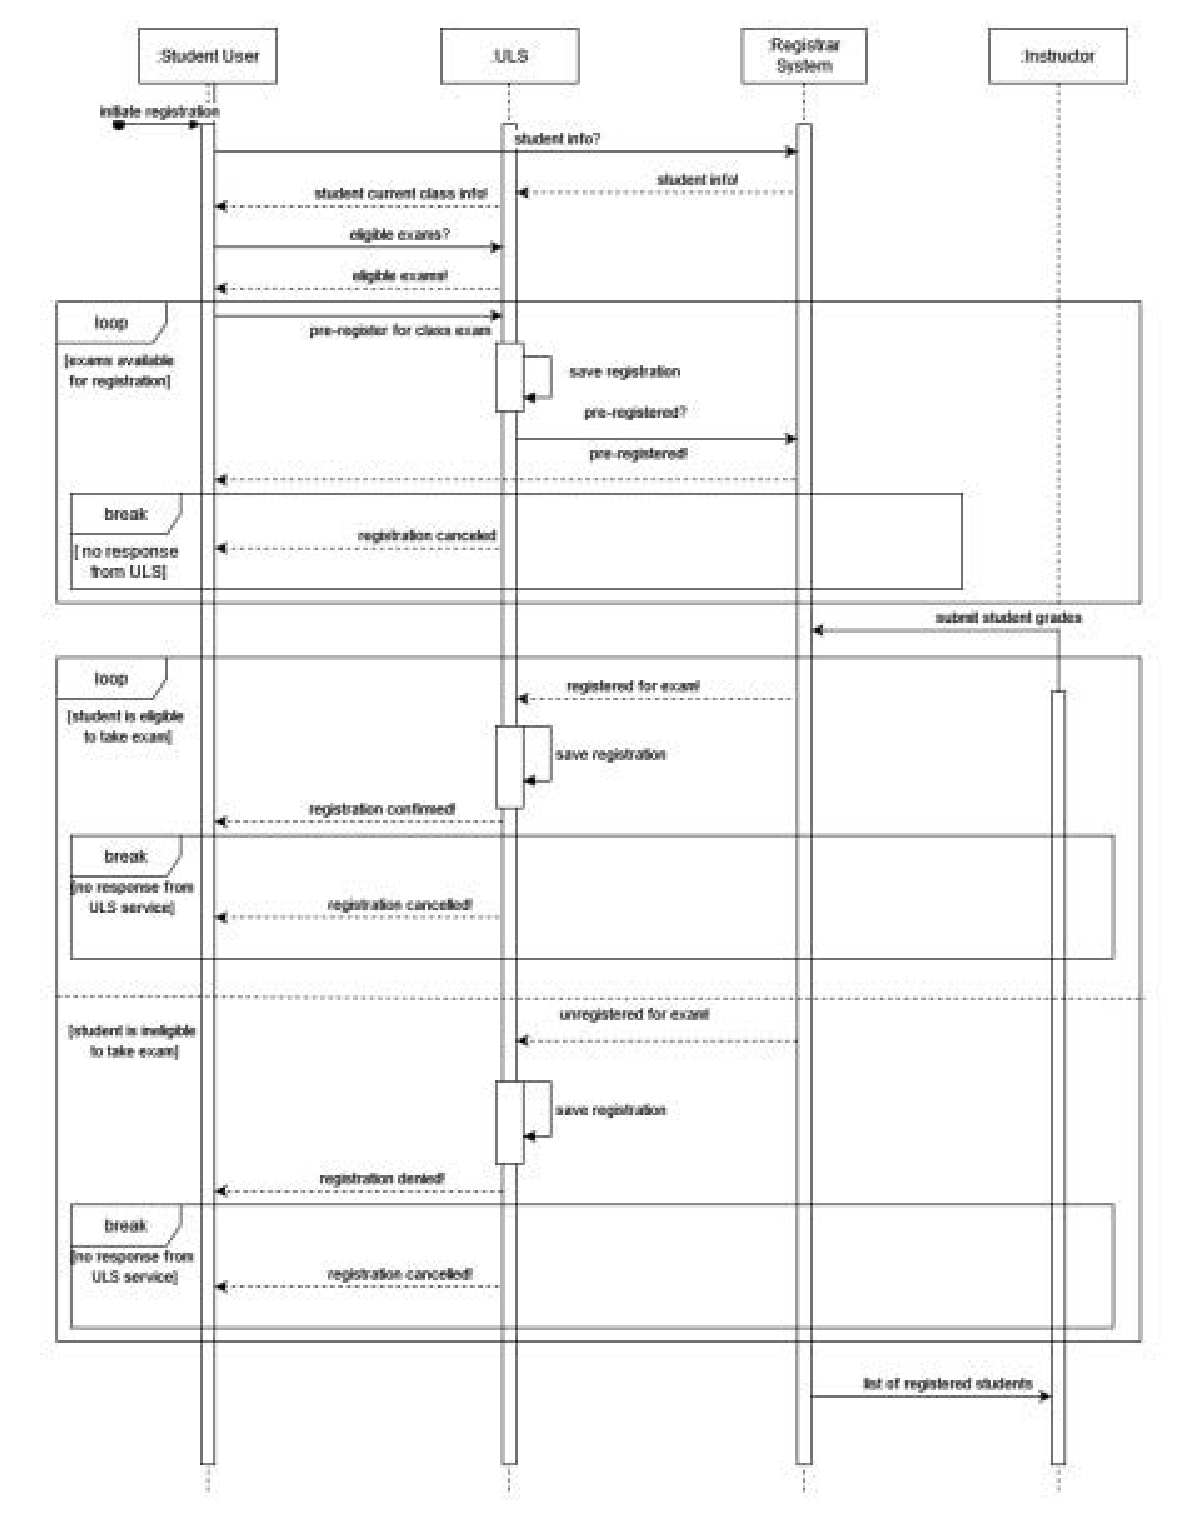 :Student User
:ULS
:Registrar
System
:Instructor
initiate registration
student info?
student info!
student current class info!
eligible exams?
eligible exams!
loop
pre-register for class exam
[exams available
for registration]
save registration
pre-registered?
pre-registered!
break
registration canceled
[ no response
from ULS]
submit student grades
loop
registered for exam!
[student is eligible
to take exam]
save registration
registration confirmed!
break
[no response from
ULS service]
registration cancelled!
unregistered for exam!
[student is ineligible
to take exam]
save registration
registration denied!
break
[no response from
ULS service]
registration cancelled!
list of registered students